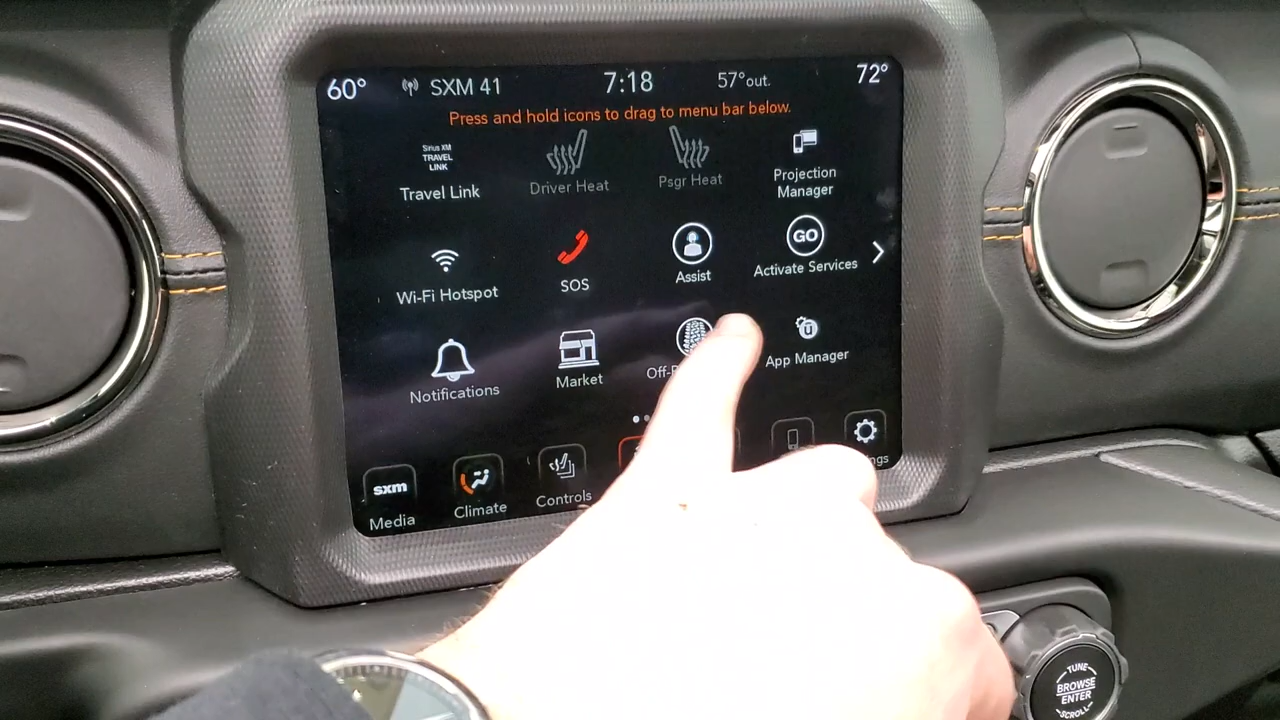 60° SXM 41 7:18 57°out. 72°
Press and hold icons to drag to menu bar below.
Sirius XM
TRAVEL
LINK
Travel Link
Driver Heat
Psgr Heat
Projection
Manager
Wi-Fi Hotspot
SOS
Assist
GO
Activate Services
Notifications
Market
App Manager
sxm
Media
Climate
Controls
TUNE
BROWSE
ENTER
SCROLL